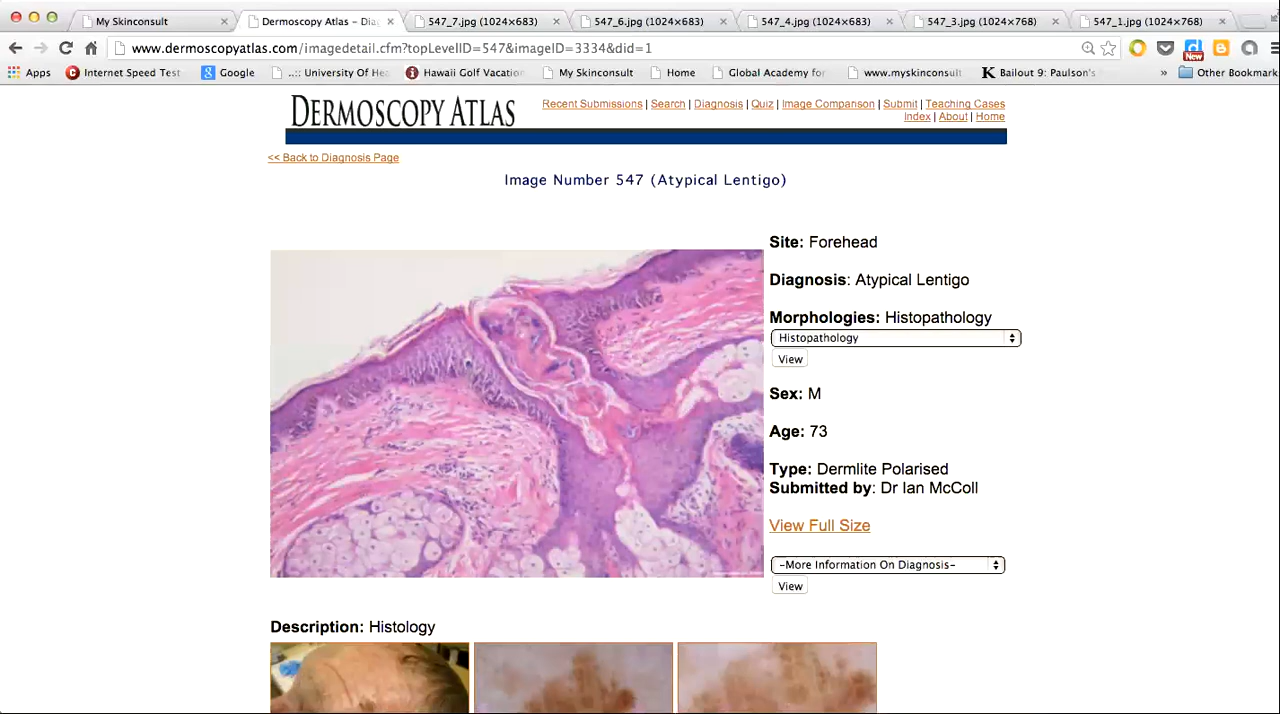 My Skinconsult
Dermoscopy Atlas - Dia
547_7.jpg (1024×683)
547_6.jpg (1024×683)
547_4.jpg (1024×683)
547_3.jpg (1024×768)
547_1.jpg (1024×768)
www.dermoscopyatlas.com/imagedetail.cfm?topLevelID=547&imageID=3334&did=1
New
Apps
Internet Speed Test
Google
..:: University Of Hea
Hawaii Golf Vacation
My Skinconsult
Home
Global Academy for
www.myskinconsult
Bailout 9: Paulson's
»
Other Bookmark
DERMOSCOPY ATLAS
Recent Submissions | Search | Diagnosis | Quiz | Image Comparison | Submit | Teaching Cases
Index | About | Home
<< Back to Diagnosis Page
Image Number 547 (Atypical Lentigo)
Site: Forehead
Diagnosis: Atypical Lentigo
Morphologies: Histopathology
Histopathology
View
Sex: M
Age: 73
Type: Dermlite Polarised
Submitted by: Dr Ian McColl
View Full Size
-More Information On Diagnosis-
View
Description: Histology